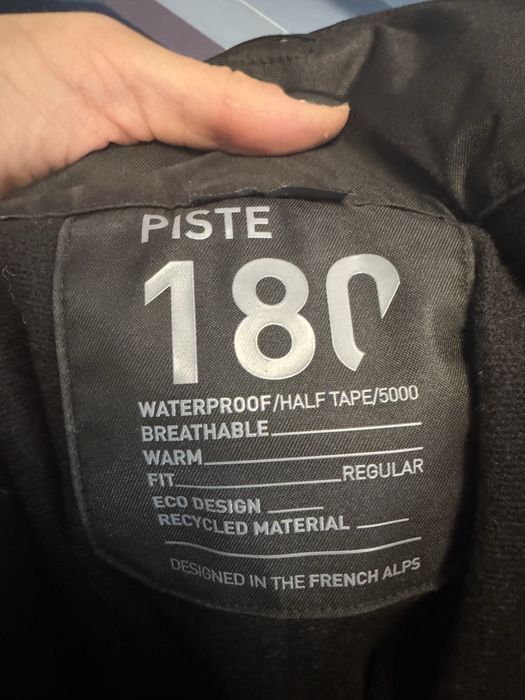 PISTE
180
WATERPROOF/HALF TAPE/5000
BREATHABLE
WARM
FIT REGULAR
ECO DESIGN
RECYCLED MATERIAL
DESIGNED IN THE FRENCH ALPS